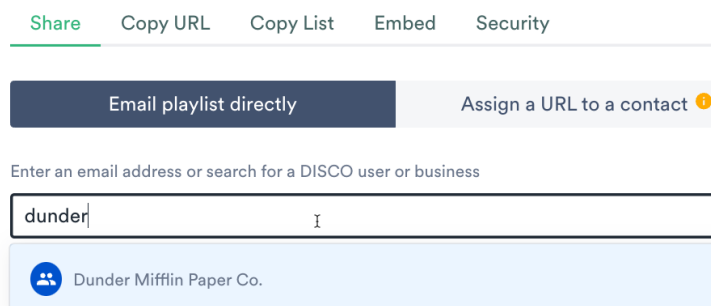 Share Copy URL Copy List Embed Security
Email playlist directly Assign a URL to a contact
Enter an email address or search for a DISCO user or business
dunder
Dunder Mifflin Paper Co.